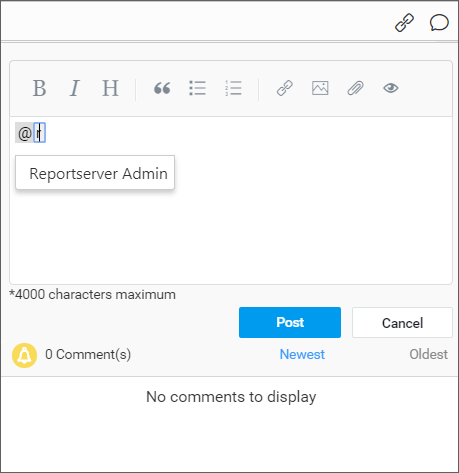 B I H
@r
Reportserver Admin
*4000 characters maximum
Post Cancel
0 Comment(s) Newest Oldest
No comments to display